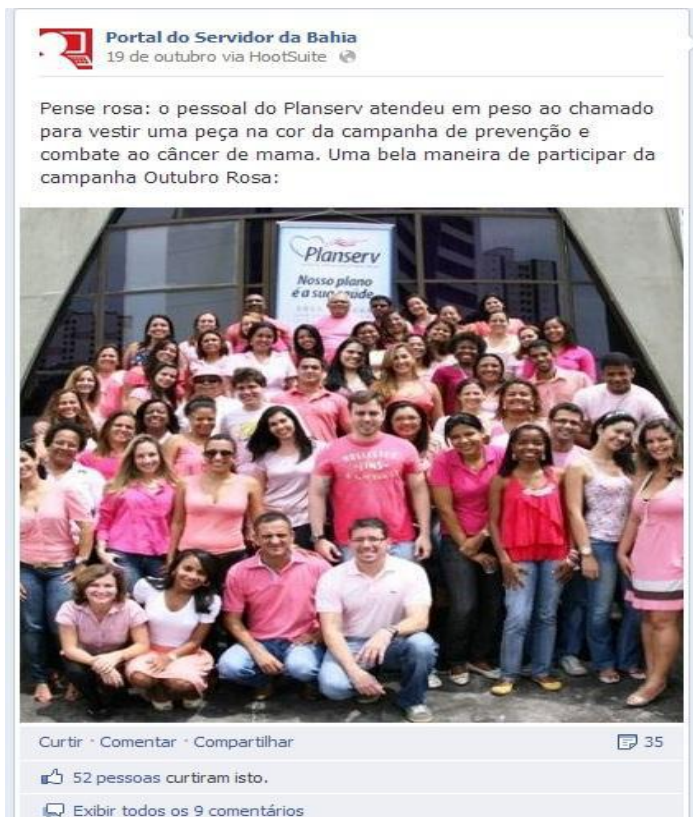 Portal do Servidor da Bahia
19 de outubro via HootSuite
Pense rosa: o pessoal do Planserv atendeu em peso ao chamado
para vestir uma peça na cor da campanha de prevenção e
combate ao câncer de mama. Uma bela maneira de participar da
campanha Outubro Rosa:
Planserv
Nosso plano
é a sua saúde
HOLLISTER
Curtir · Comentar · Compartilhar
35
52 pessoas curtiram isto.
Exibir todos os 9 comentários